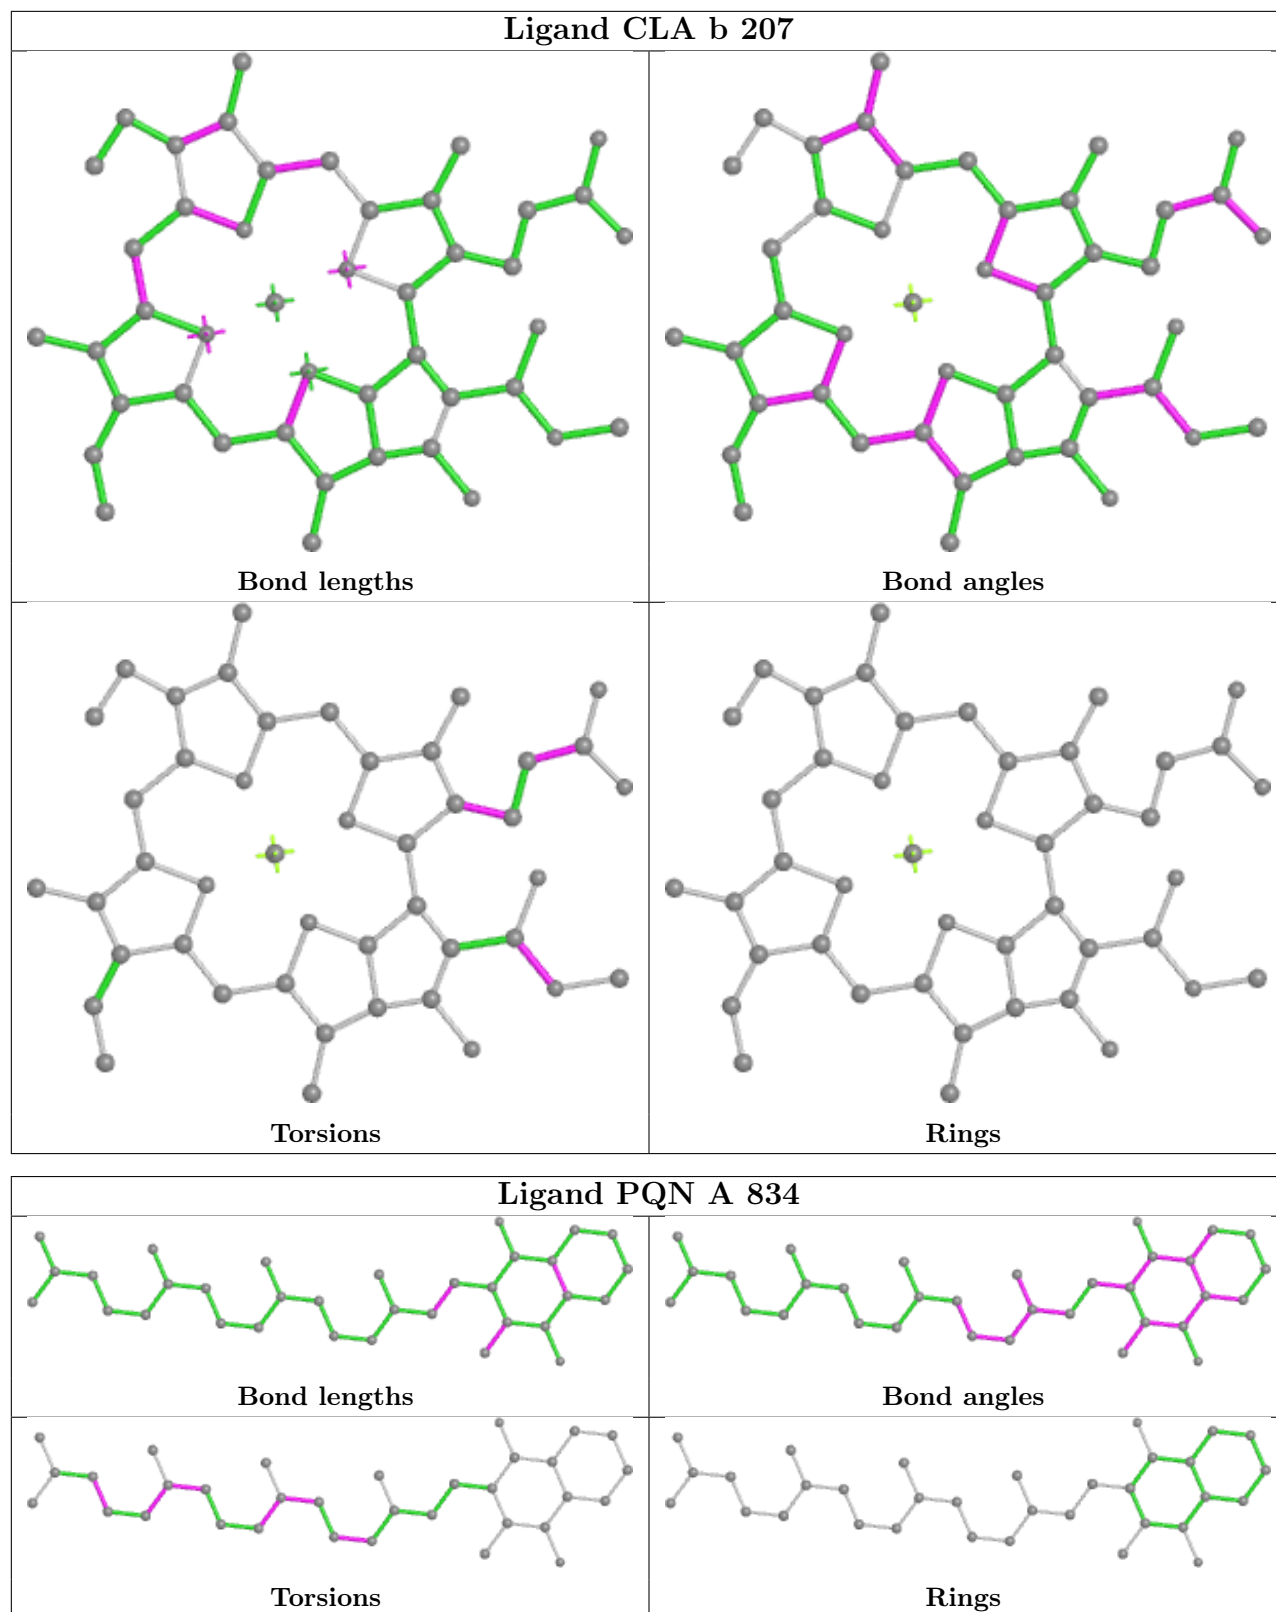 Ligand CLA b 207
Bond lengths
Bond angles
Torsions
Rings
Ligand PQN A 834
Bond lengths
Bond angles
Torsions
Rings